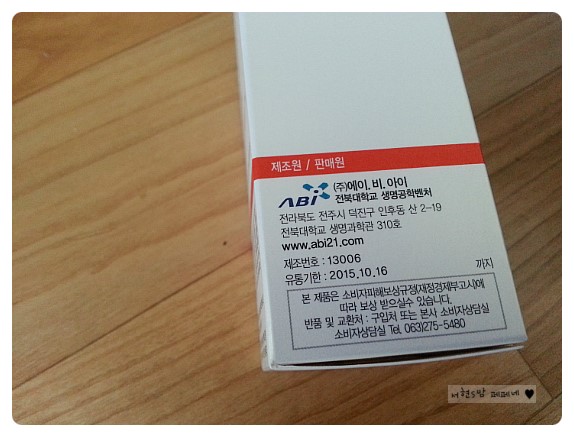 제조원 / 판매원
ABi (주)에이. 비. 아이
전북대학교 생명공학벤처
전라북도 전주시 덕진구 인후동 산 2-19
전북대학교 생명과학관 310호
www.abi21.com
제조번호 : 13006
유통기한 : 2015.10.16 까지
본 제품은 소비자피해보상규정(재정경제부고시)에
따라 보상 받으실수 있습니다.
반품 및 교환처 : 구입처 또는 본사 소비자상담실
소비자상담실 Tel. 063)275-5480